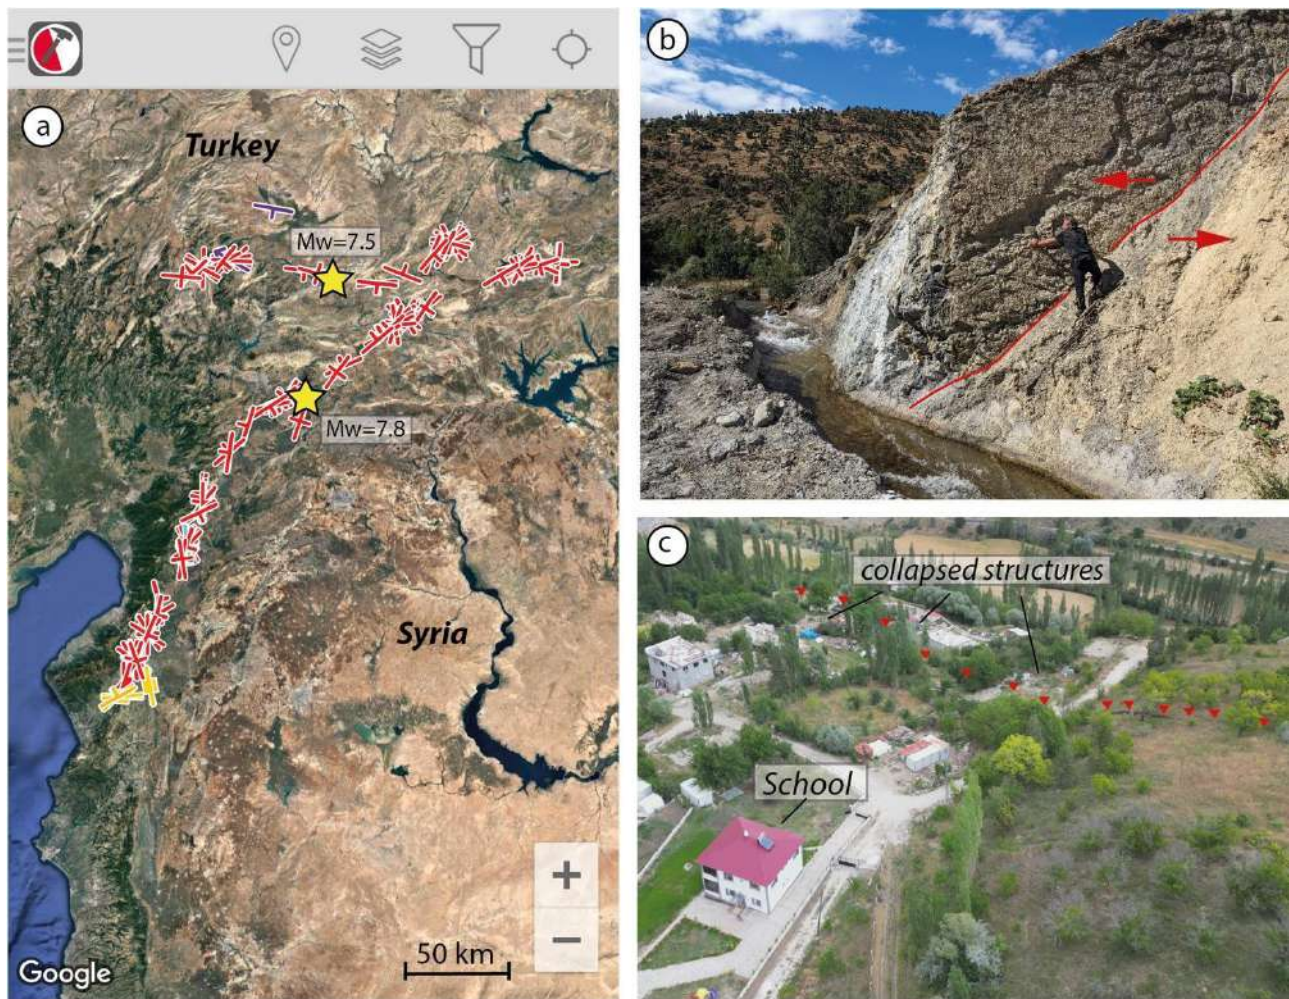 a
Turkey
Mw=7.5
Mw=7.8
Syria
50 km
+
−
Google
b
c
collapsed structures
School